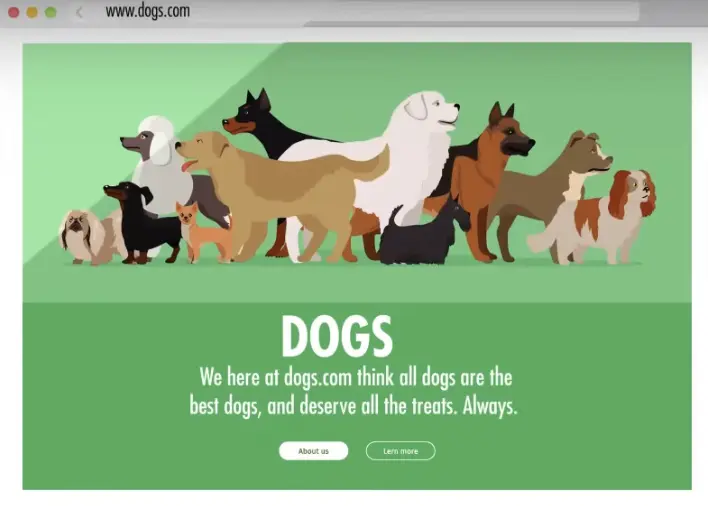 www.dogs.com
DOGS
We here at dogs.com think all dogs are the
best dogs, and deserve all the treats. Always.
About us
Lern more